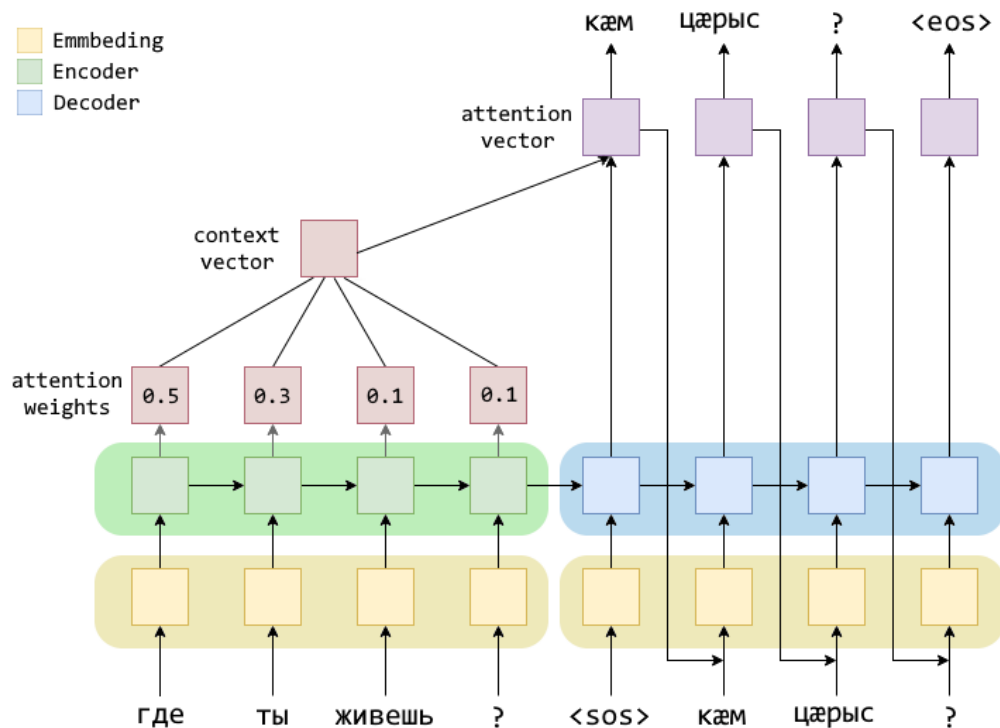 кæм цæрыс ? <eos>
Emmbeding
Encoder
Decoder
attention
vector
context
vector
attention
weights
0.5 0.3 0.1 0.1
где ты живешь ? <sos> кæм цæрыс ?